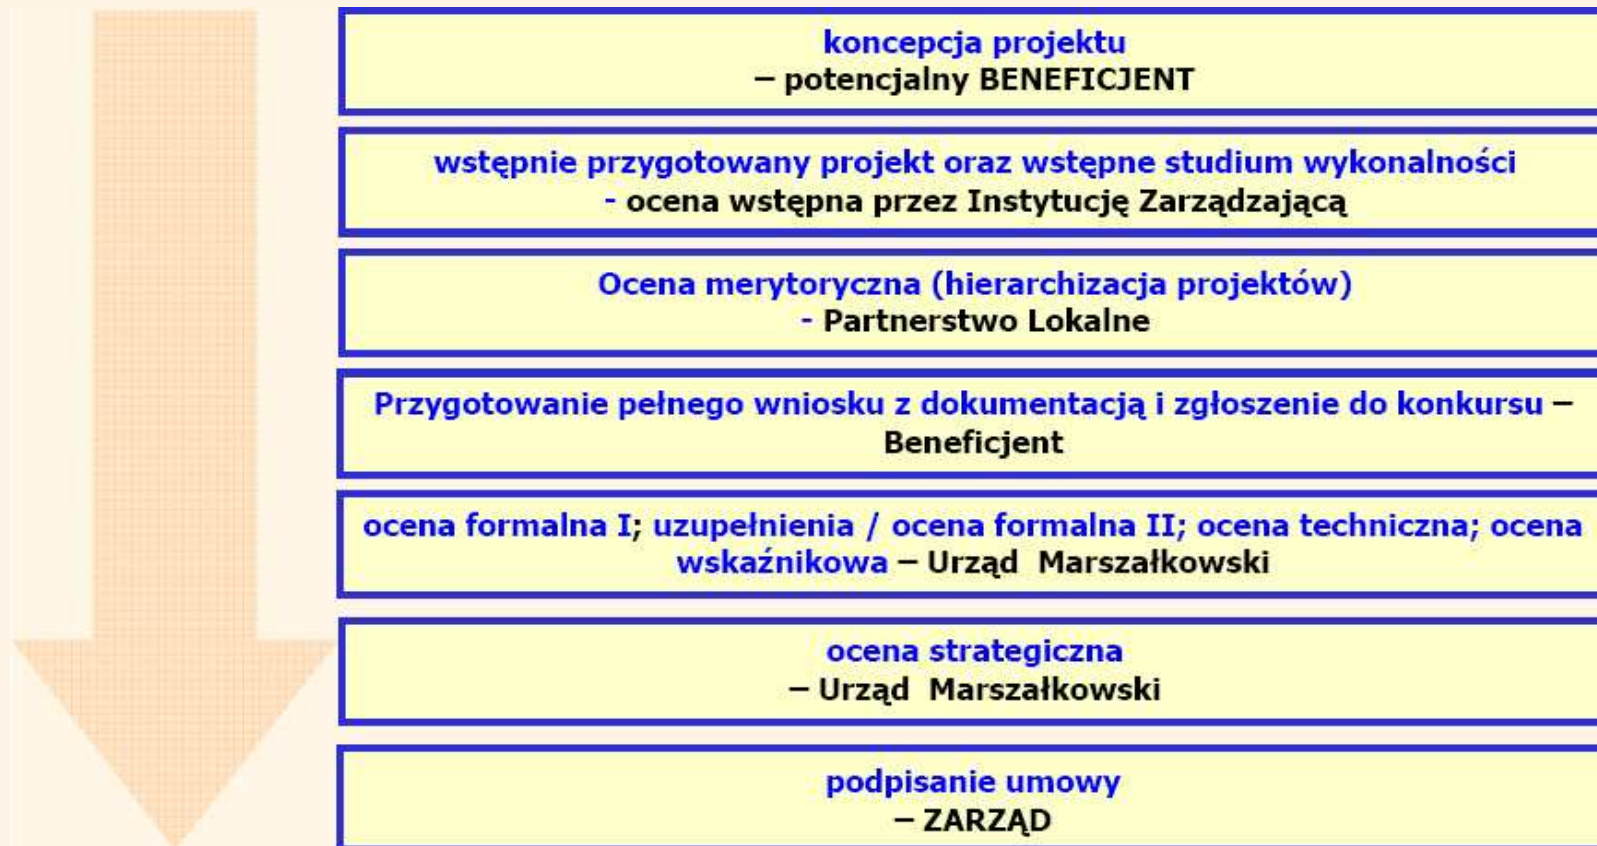 koncepcja projektu
– potencjalny BENEFICJENT
wstępnie przygotowany projekt oraz wstępne studium wykonalności
- ocena wstępna przez Instytucję Zarządzającą
Ocena merytoryczna (hierarchizacja projektów)
- Partnerstwo Lokalne
Przygotowanie pełnego wniosku z dokumentacją i zgłoszenie do konkursu –
Beneficjent
ocena formalna I; uzupełnienia / ocena formalna II; ocena techniczna; ocena
wskaźnikowa – Urząd  Marszałkowski
ocena strategiczna
– Urząd  Marszałkowski
podpisanie umowy
– ZARZĄD